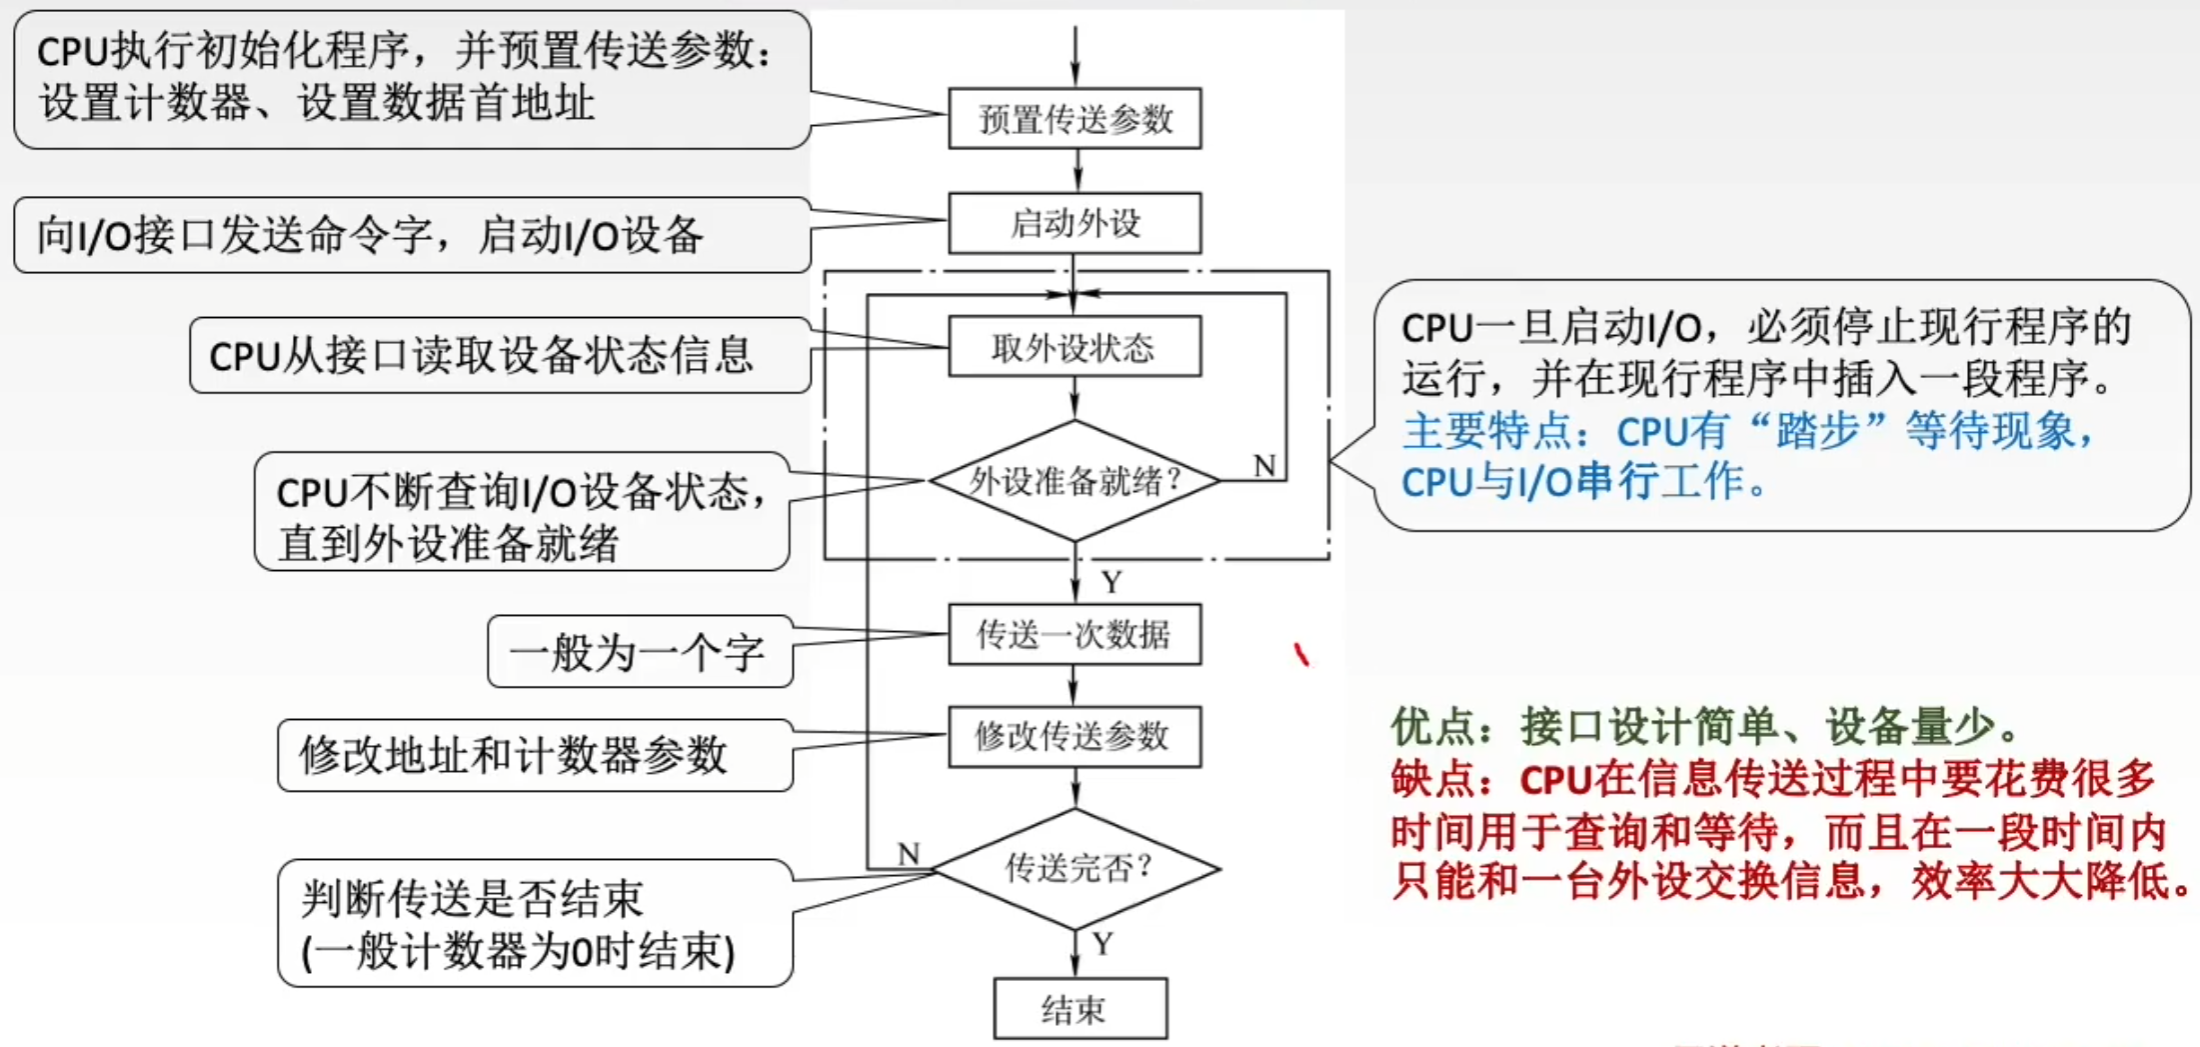 CPU执行初始化程序，并预置传送参数：
设置计数器、设置数据首地址
预置传送参数
向I/O接口发送命令字，启动I/O设备
启动外设
CPU从接口读取设备状态信息
取外设状态
CPU一旦启动I/O，必须停止现行程序的
运行，并在现行程序中插入一段程序。
主要特点：CPU有“踏步”等待现象，
CPU与I/O串行工作。
CPU不断查询I/O设备状态，
直到外设准备就绪
外设准备就绪？
N
Y
一般为一个字
传送一次数据
修改地址和计数器参数
修改传送参数
优点：接口设计简单、设备量少。
缺点：CPU在信息传送过程中要花费很多
时间用于查询和等待，而且在一段时间内
只能和一台外设交换信息，效率大大降低。
判断传送是否结束
(一般计数器为0时结束)
N
传送完否？
Y
结束